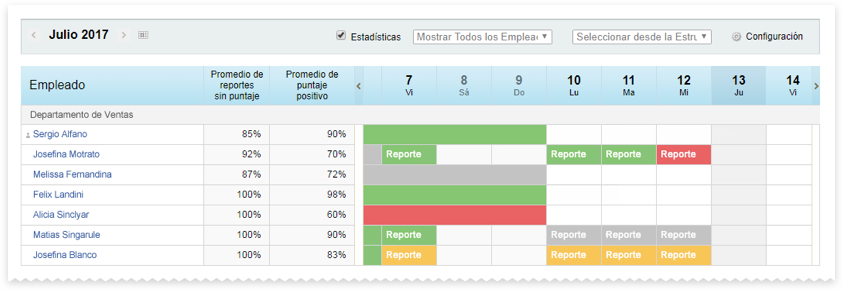 Julio 2017
Estadísticas
Mostrar Todos los Emplea
Seleccionar desde la Estru
Configuración
Empleado
Promedio de reportes sin puntaje
Promedio de puntaje positivo
7 Vi
8 Sá
9 Do
10 Lu
11 Ma
12 Mi
13 Ju
14 Vi
Departamento de Ventas
Sergio Alfano 85% 90%
Josefina Motrato 92% 70% Reporte Reporte Reporte Reporte
Melissa Fernandina 87% 72%
Felix Landini 100% 98%
Alicia Sinclyar 100% 60%
Matias Singarule 100% 90% Reporte Reporte Reporte Reporte
Josefina Blanco 100% 83% Reporte Reporte Reporte Reporte